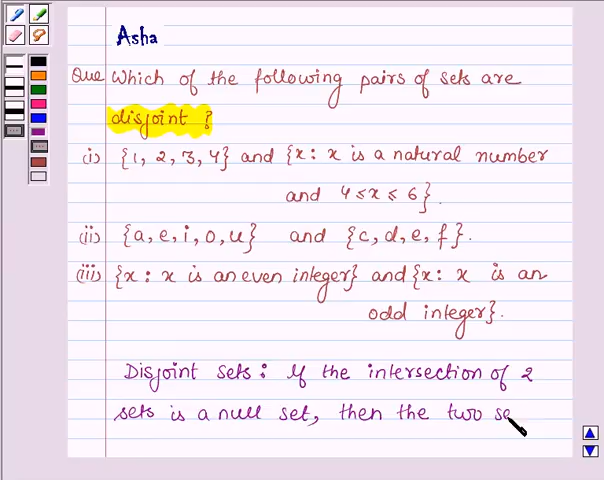 Asha
Que Which of the following pairs of sets are
disjoint ?
(i) {1, 2, 3, 4} and {x : x is a natural number
and 4 ≤ x ≤ 6}.
(ii) {a, e, i, o, u} and {c, d, e, f}.
(iii) {x : x is an even integer} and {x : x is an
odd integer}.
Disjoint sets : If the intersection of 2
sets is a null set, then the two se